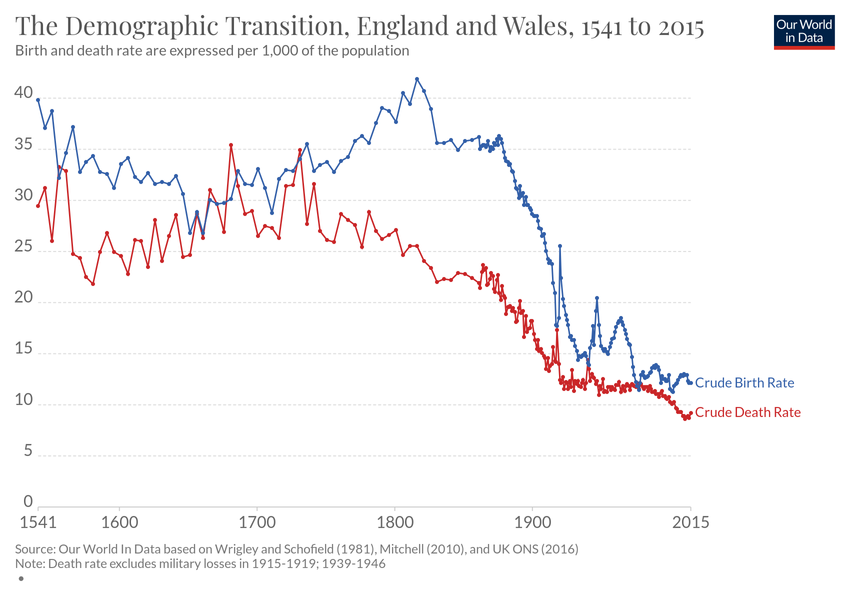 The Demographic Transition, England and Wales, 1541 to 2015
Our World
in Data
Birth and death rate are expressed per 1,000 of the population
40
35
30
25
20
15
10
5
0
Crude Birth Rate
Crude Death Rate
1541 1600 1700 1800 1900 2015
Source: Our World In Data based on Wrigley and Schofield (1981), Mitchell (2010), and UK ONS (2016)
Note: Death rate excludes military losses in 1915-1919; 1939-1946
•